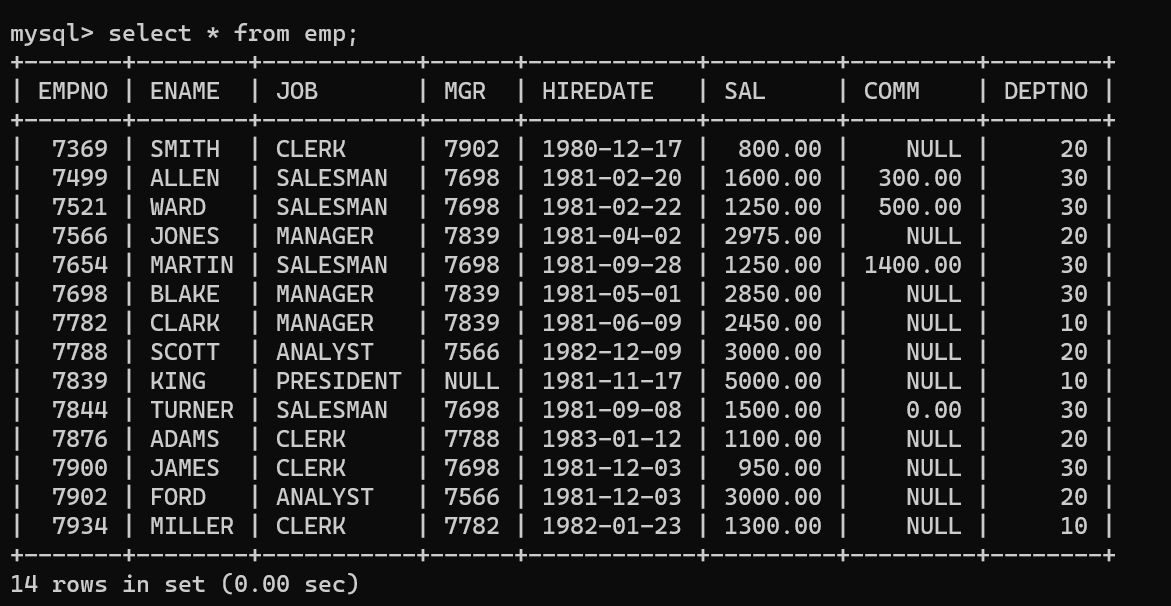 mysql> select * from emp;
+-------+--------+-----------+------+------------+---------+---------+--------+
| EMPNO | ENAME  | JOB       | MGR  | HIREDATE   | SAL     | COMM    | DEPTNO |
+-------+--------+-----------+------+------------+---------+---------+--------+
|  7369 | SMITH  | CLERK     | 7902 | 1980-12-17 |  800.00 |    NULL |     20 |
|  7499 | ALLEN  | SALESMAN  | 7698 | 1981-02-20 | 1600.00 |  300.00 |     30 |
|  7521 | WARD   | SALESMAN  | 7698 | 1981-02-22 | 1250.00 |  500.00 |     30 |
|  7566 | JONES  | MANAGER   | 7839 | 1981-04-02 | 2975.00 |    NULL |     20 |
|  7654 | MARTIN | SALESMAN  | 7698 | 1981-09-28 | 1250.00 | 1400.00 |     30 |
|  7698 | BLAKE  | MANAGER   | 7839 | 1981-05-01 | 2850.00 |    NULL |     30 |
|  7782 | CLARK  | MANAGER   | 7839 | 1981-06-09 | 2450.00 |    NULL |     10 |
|  7788 | SCOTT  | ANALYST   | 7566 | 1982-12-09 | 3000.00 |    NULL |     20 |
|  7839 | KING   | PRESIDENT | NULL | 1981-11-17 | 5000.00 |    NULL |     10 |
|  7844 | TURNER | SALESMAN  | 7698 | 1981-09-08 | 1500.00 |    0.00 |     30 |
|  7876 | ADAMS  | CLERK     | 7788 | 1983-01-12 | 1100.00 |    NULL |     20 |
|  7900 | JAMES  | CLERK     | 7698 | 1981-12-03 |  950.00 |    NULL |     30 |
|  7902 | FORD   | ANALYST   | 7566 | 1981-12-03 | 3000.00 |    NULL |     20 |
|  7934 | MILLER | CLERK     | 7782 | 1982-01-23 | 1300.00 |    NULL |     10 |
+-------+--------+-----------+------+------------+---------+---------+--------+
14 rows in set (0.00 sec)